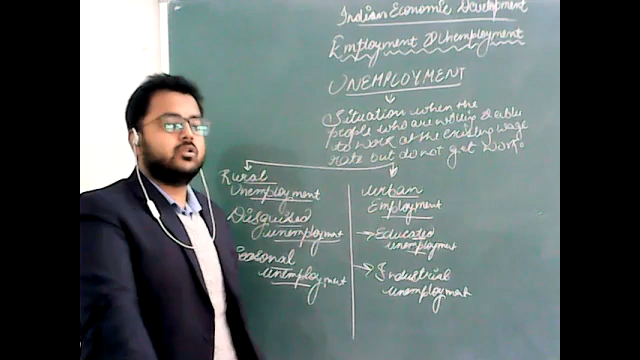 Indian Economic Development
Employment & Unemployment
UNEMPLOYMENT
Situation when the
people who are willing & able
to work at the existing wage
rate but do not get work.
Rural
Unemployment
Disguised
unemployment
Seasonal
unemployment
Urban
Employment
Educated
unemployment
Industrial
unemployment